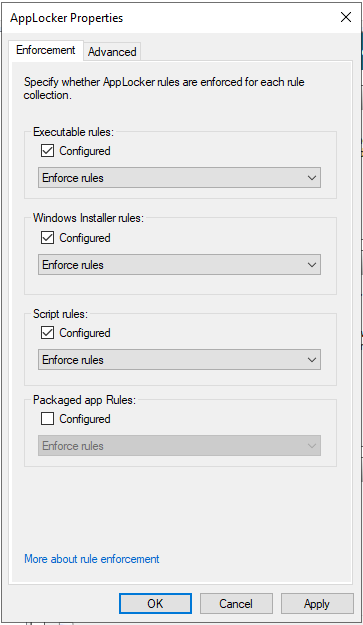 AppLocker Properties
Enforcement
Advanced
Specify whether AppLocker rules are enforced for each rule
collection.
Executable rules:
Configured
Enforce rules
Windows Installer rules:
Configured
Enforce rules
Script rules:
Configured
Enforce rules
Packaged app Rules:
Configured
Enforce rules
More about rule enforcement
OK
Cancel
Apply